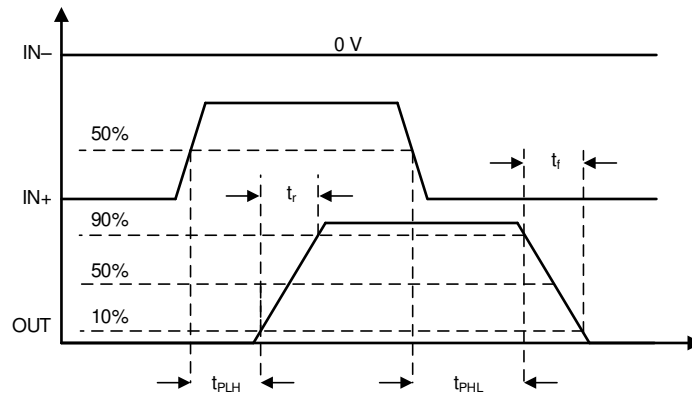 IN–
0 V
50%
t_f
IN+
t_r
90%
50%
10%
OUT
t_PLH
t_PHL